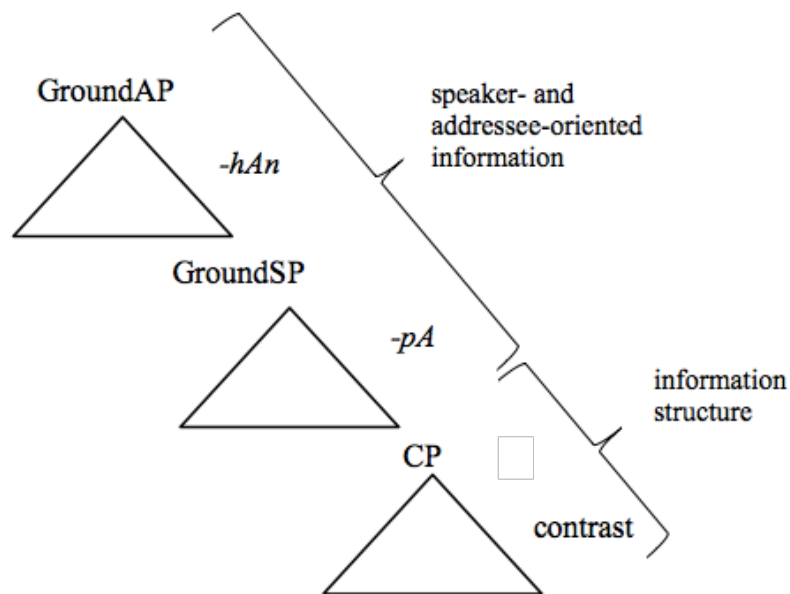 GroundAP
speaker- and
addressee-oriented
information
-hAn
GroundSP
-pA
information
structure
CP
contrast